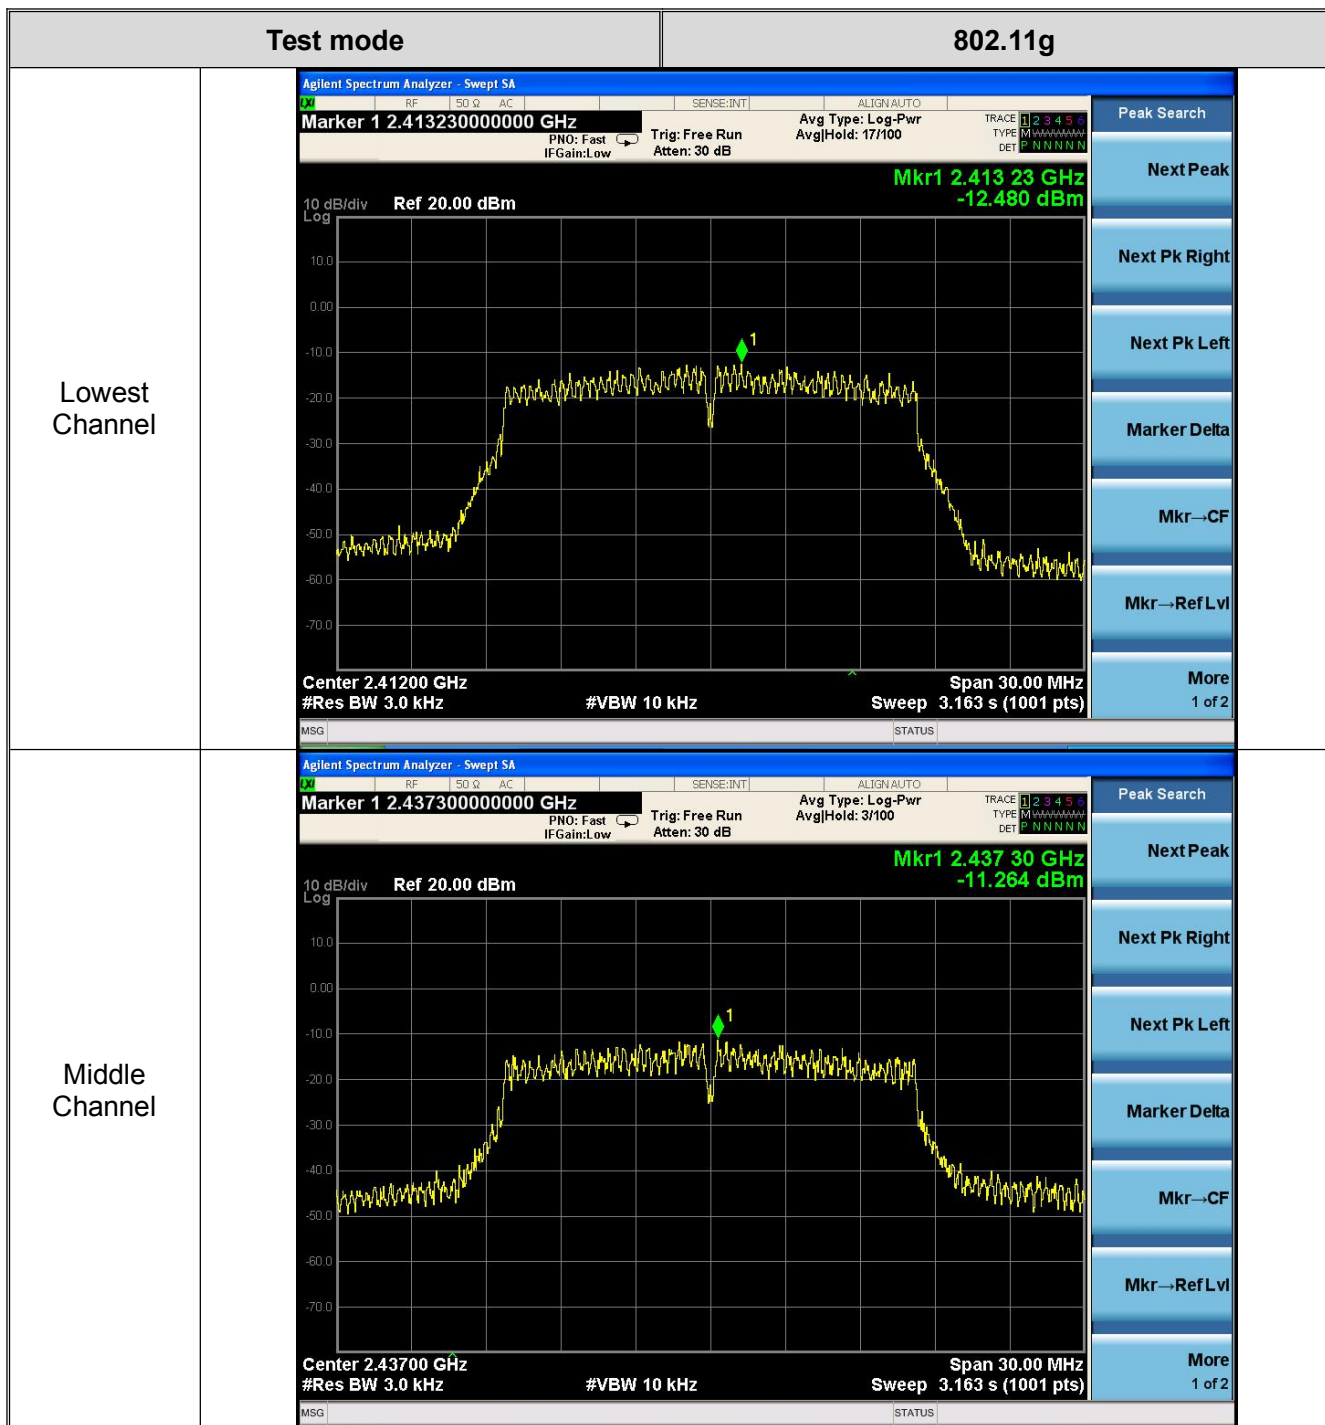 Test mode 802.11g
Lowest
Channel
Agilent Spectrum Analyzer - Swept SA
LXI RF 50 Ω AC SENSE:INT ALIGN AUTO
Marker 1 2.413230000000 GHz
PNO: Fast
IFGain:Low
Trig: Free Run
Atten: 30 dB
Avg Type: Log-Pwr
Avg|Hold: 17/100
TRACE 1 2 3 4 5 6
TYPE M WWWWW
DET P N N N N N
Mkr1 2.413 23 GHz
-12.480 dBm
10 dB/div Ref 20.00 dBm
Log
10.0
0.00
1
-10.0
-20.0
-30.0
-40.0
-50.0
-60.0
-70.0
Center 2.41200 GHz Span 30.00 MHz
#Res BW 3.0 kHz #VBW 10 kHz Sweep 3.163 s (1001 pts)
MSG STATUS
Peak Search
Next Peak
Next Pk Right
Next Pk Left
Marker Delta
Mkr→CF
Mkr→Ref Lvl
More
1 of 2
Middle
Channel
Agilent Spectrum Analyzer - Swept SA
LXI RF 50 Ω AC SENSE:INT ALIGN AUTO
Marker 1 2.437300000000 GHz
PNO: Fast
IFGain:Low
Trig: Free Run
Atten: 30 dB
Avg Type: Log-Pwr
Avg|Hold: 3/100
TRACE 1 2 3 4 5 6
TYPE M WWWWW
DET P N N N N N
Mkr1 2.437 30 GHz
-11.264 dBm
10 dB/div Ref 20.00 dBm
Log
10.0
0.00
1
-10.0
-20.0
-30.0
-40.0
-50.0
-60.0
-70.0
Center 2.43700 GHz Span 30.00 MHz
#Res BW 3.0 kHz #VBW 10 kHz Sweep 3.163 s (1001 pts)
MSG STATUS
Peak Search
Next Peak
Next Pk Right
Next Pk Left
Marker Delta
Mkr→CF
Mkr→Ref Lvl
More
1 of 2